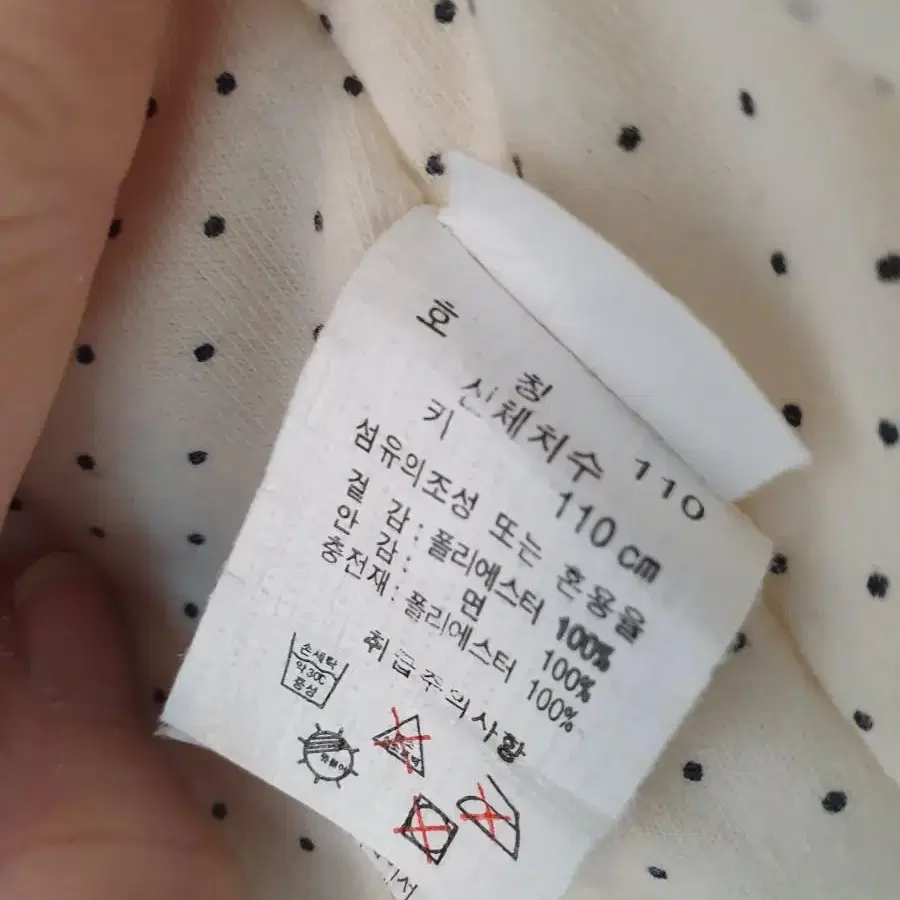 호 칭 110
신체치수
키 110 cm
섬유의조성 또는 혼용율
겉 감 : 폴리에스터 100%
안 감 : 면 100%
충전재 : 폴리에스터 100%
취급주의사항
손세탁
약30℃
중성